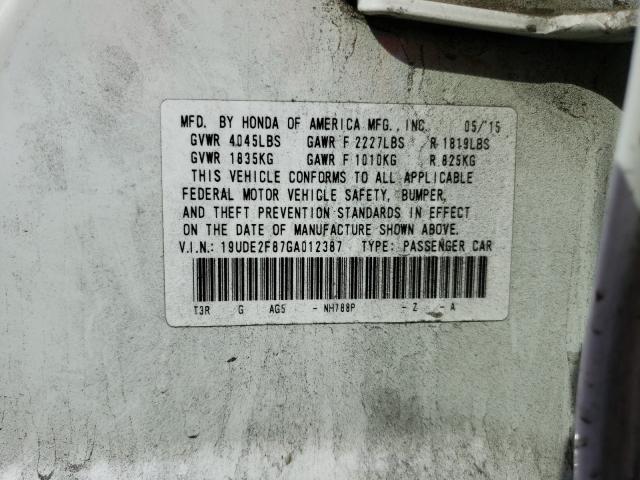 MFD. BY HONDA OF AMERICA MFG., INC. 05/'15
GVWR 4045LBS GAWR F 2227LBS R 1819LBS
GVWR 1835KG GAWR F 1010KG R 825KG
THIS VEHICLE CONFORMS TO ALL APPLICABLE
FEDERAL MOTOR VEHICLE SAFETY, BUMPER,
AND THEFT PREVENTION STANDARDS IN EFFECT
ON THE DATE OF MANUFACTURE SHOWN ABOVE.
V.I.N.: 19UDE2F87GA012387 TYPE: PASSENGER CAR
T3R G AG5 - NH788P - Z - A